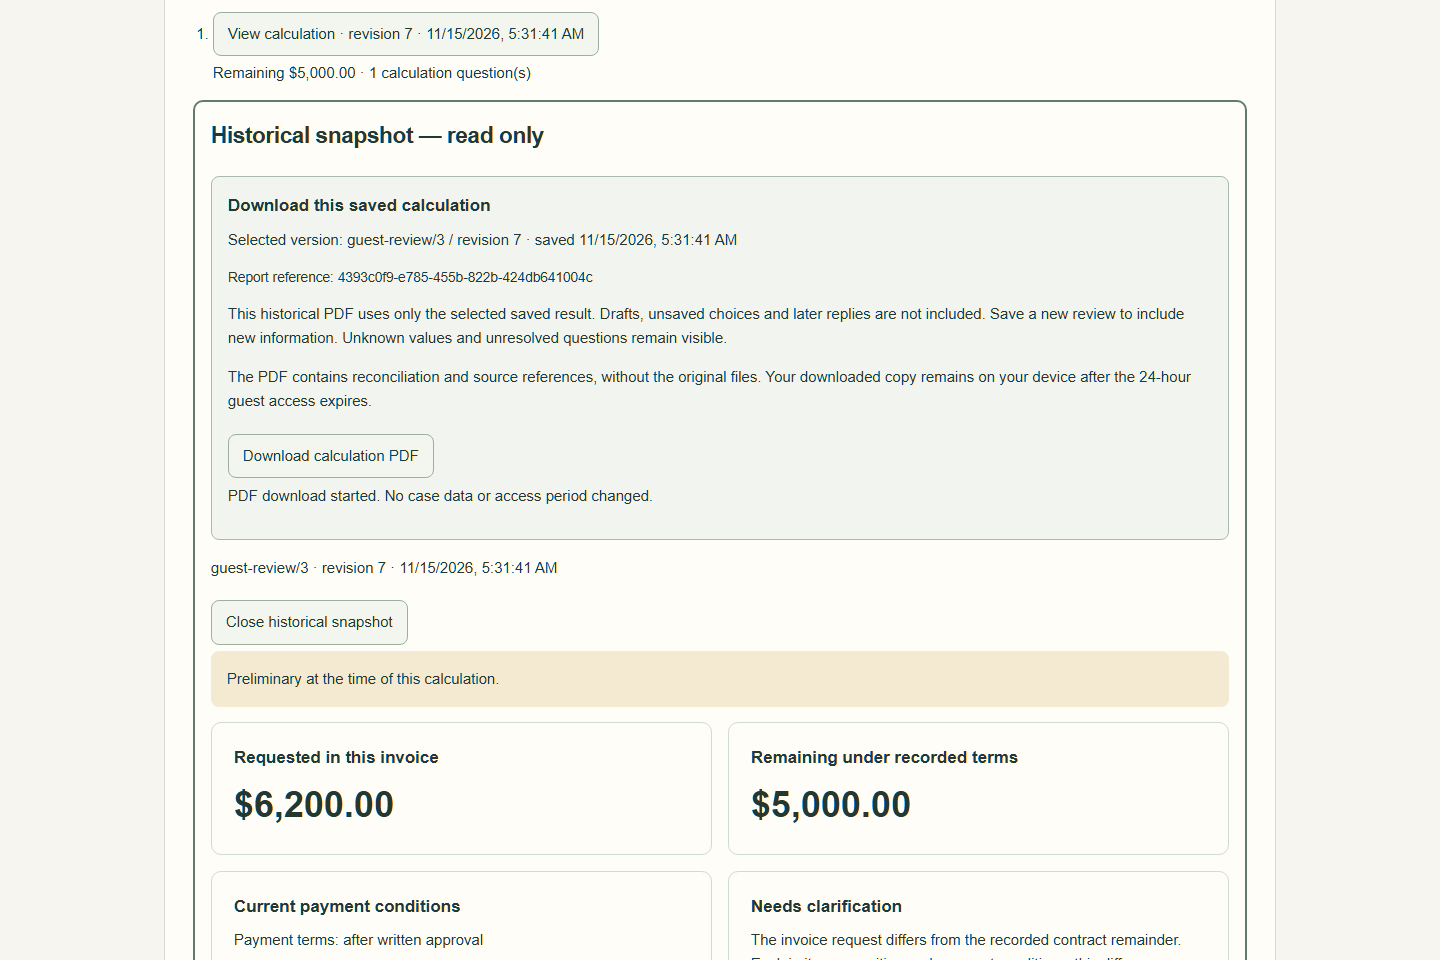 1. View calculation · revision 7 · 11/15/2026, 5:31:41 AM
Remaining $5,000.00 · 1 calculation question(s)
Historical snapshot — read only
Download this saved calculation
Selected version: guest-review/3 / revision 7 · saved 11/15/2026, 5:31:41 AM
Report reference: 4393c0f9-e785-455b-822b-424db641004c
This historical PDF uses only the selected saved result. Drafts, unsaved choices and later replies are not included. Save a new review to include
new information. Unknown values and unresolved questions remain visible.
The PDF contains reconciliation and source references, without the original files. Your downloaded copy remains on your device after the 24-hour
guest access expires.
Download calculation PDF
PDF download started. No case data or access period changed.
guest-review/3 · revision 7 · 11/15/2026, 5:31:41 AM
Close historical snapshot
Preliminary at the time of this calculation.
Requested in this invoice
$6,200.00
Remaining under recorded terms
$5,000.00
Current payment conditions
Payment terms: after written approval
Needs clarification
The invoice request differs from the recorded contract remainder.